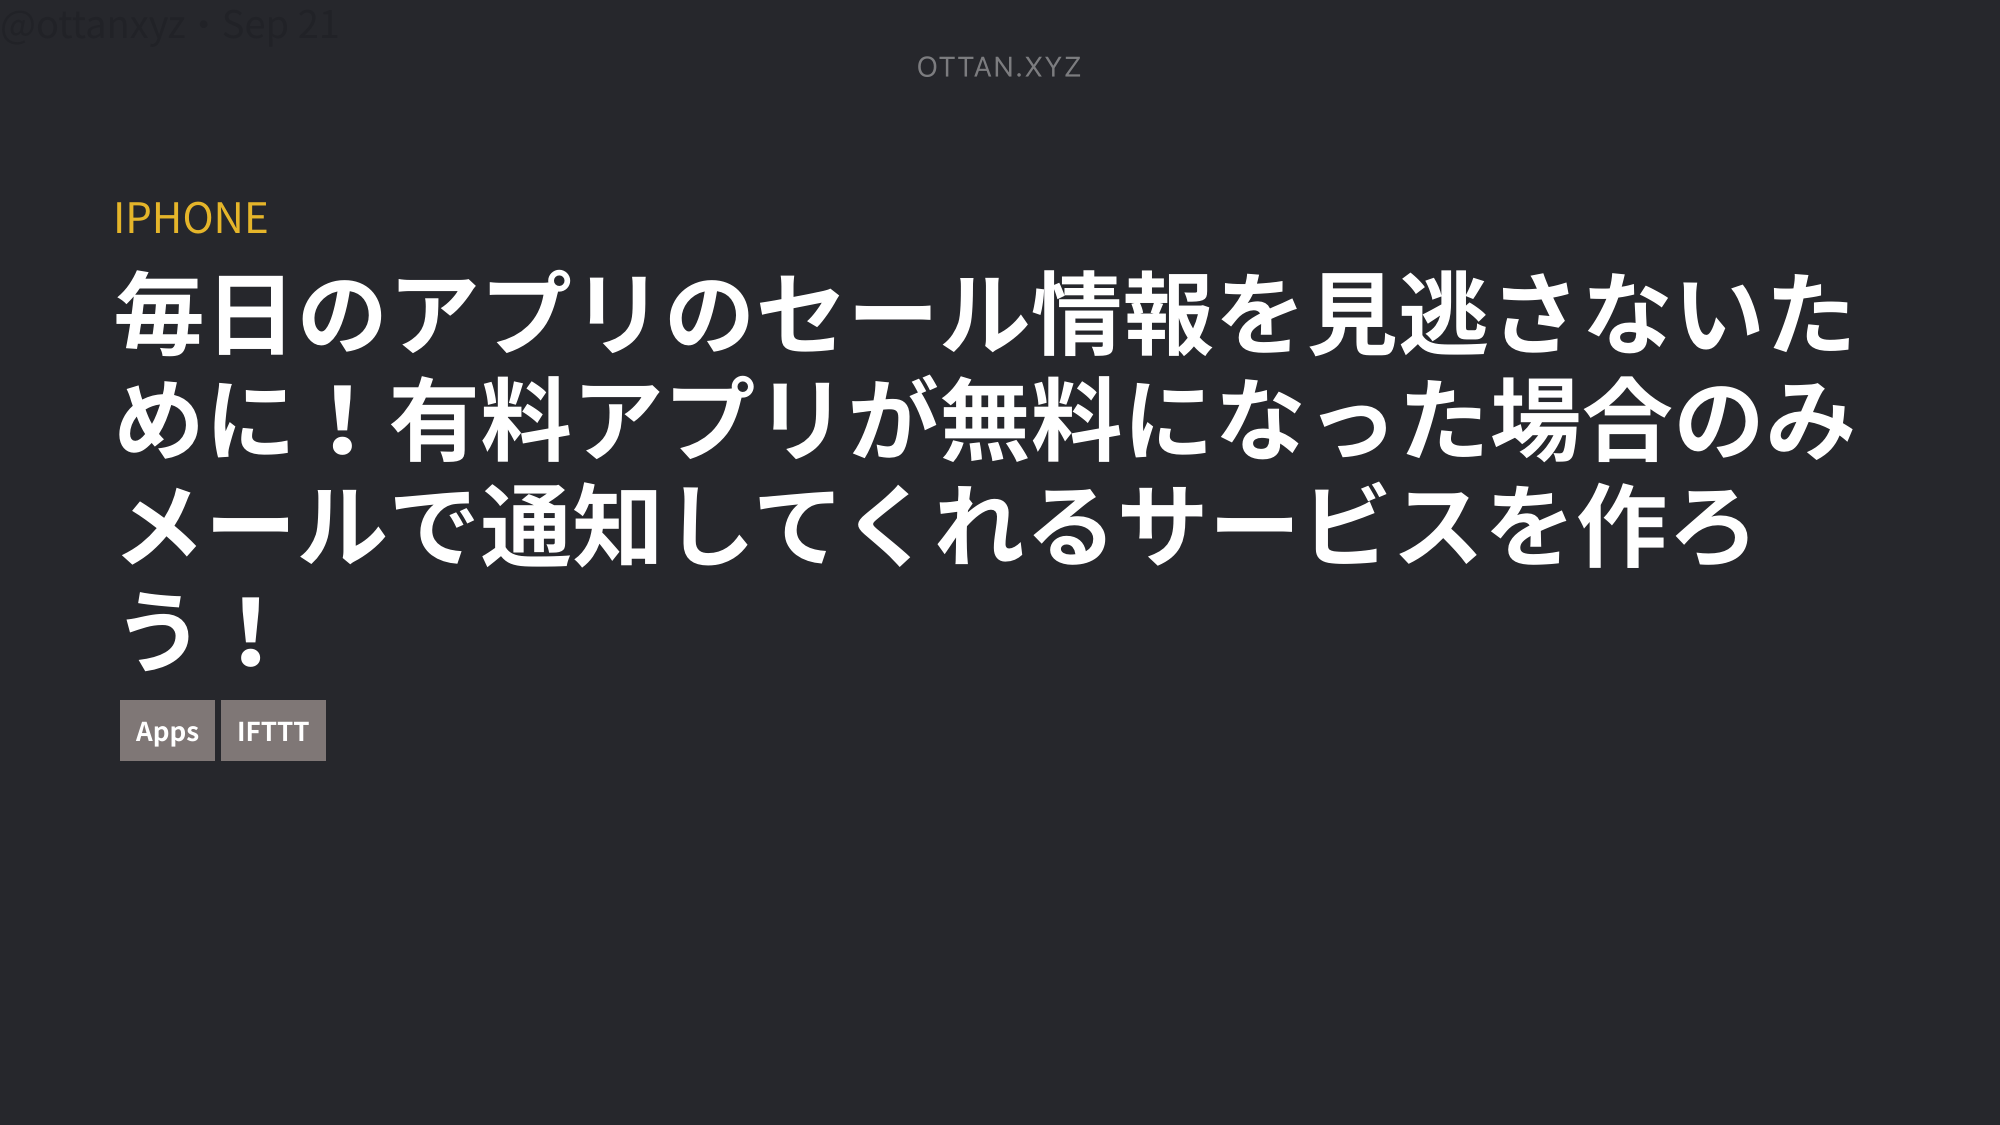 @ottanxyz・Sep 21
OTTAN.XYZ
IPHONE
毎日のアプリのセール情報を見逃さないた
めに！有料アプリが無料になった場合のみ
メールで通知してくれるサービスを作ろ
う！
Apps IFTTT